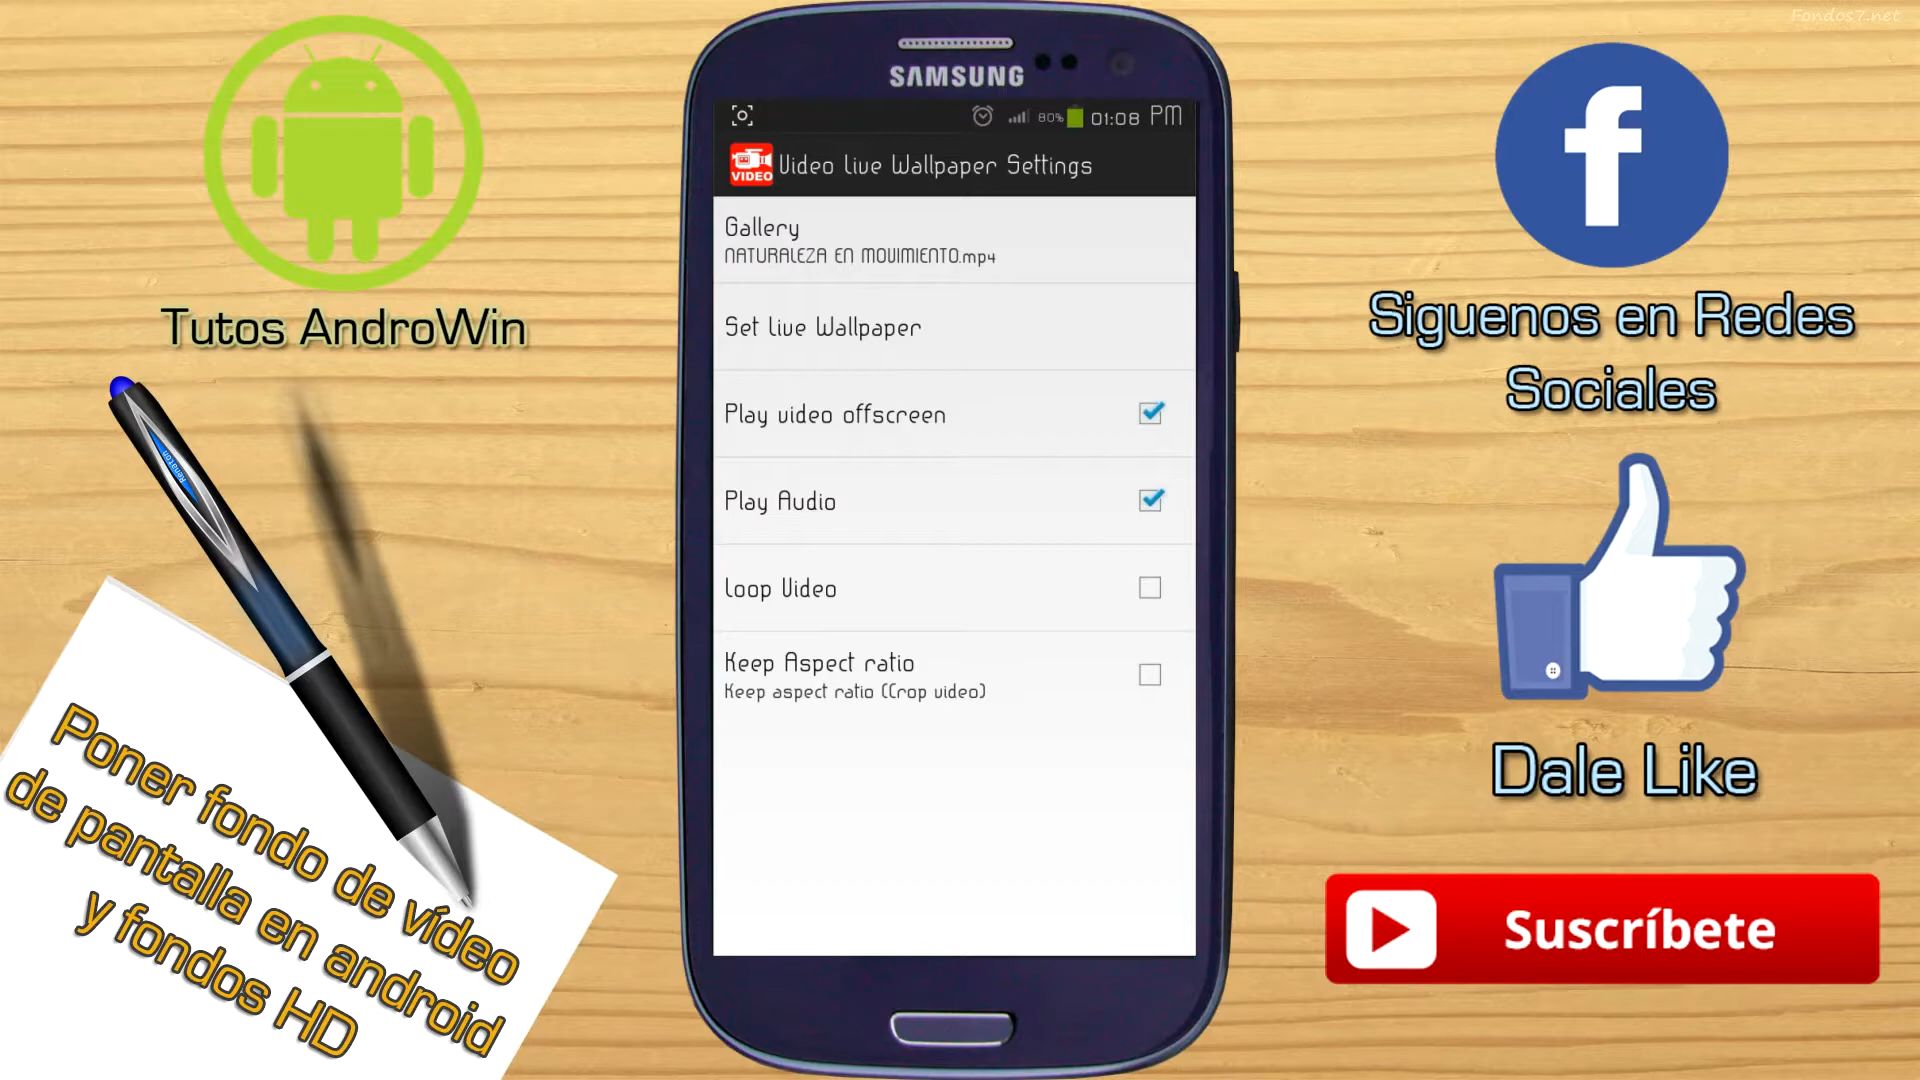 Fondos7.net
Tutos AndroWin
Renaton
Poner fondo de vídeo
de pantalla en android
y fondos HD
SAMSUNG
80% 01:08 PM
VIDEO Video Live Wallpaper Settings
Gallery
NATURALEZA EN MOVIMIENTO.mp4
Set Live Wallpaper
Play video offscreen
Play Audio
Loop Video
Keep Aspect ratio
Keep aspect ratio (Crop video)
f
Siguenos en Redes
Sociales
Dale Like
Suscríbete